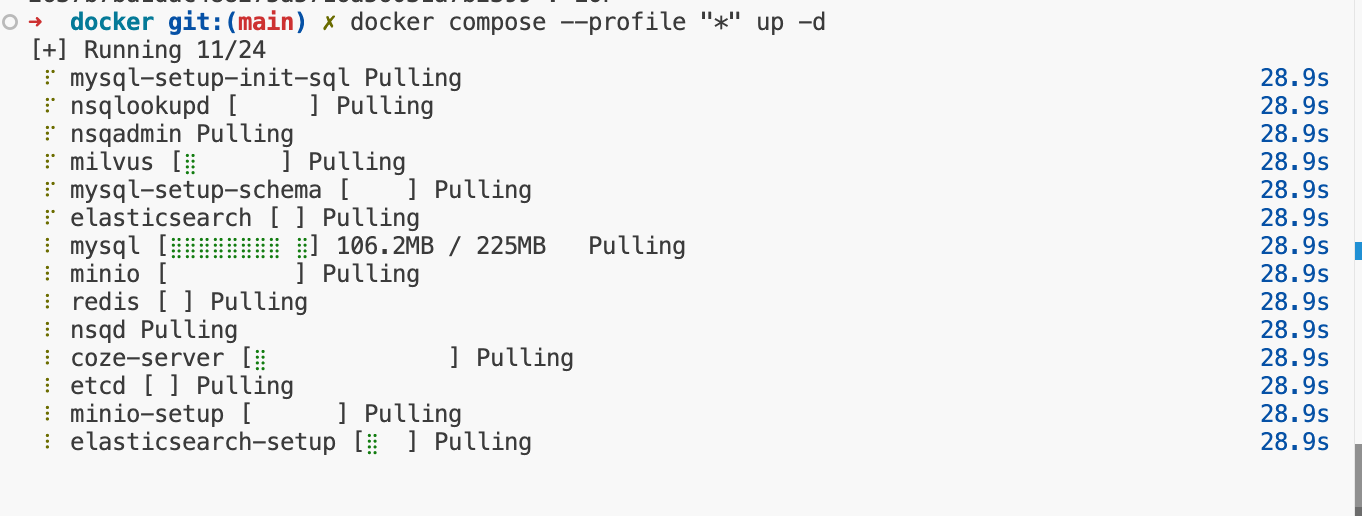 ➜ docker git:(main) ✗ docker compose --profile "*" up -d
[+] Running 11/24
⠏ mysql-setup-init-sql Pulling 28.9s
⠏ nsqlookupd [     ] Pulling 28.9s
⠏ nsqadmin Pulling 28.9s
⠏ milvus [⣿      ] Pulling 28.9s
⠏ mysql-setup-schema [    ] Pulling 28.9s
⠏ elasticsearch [ ] Pulling 28.9s
⠇ mysql [⣿⣿⣿⣿⣿⣿⣿⣿ ⣿] 106.2MB / 225MB   Pulling 28.9s
⠇ minio [         ] Pulling 28.9s
⠇ redis [ ] Pulling 28.9s
⠇ nsqd Pulling 28.9s
⠇ coze-server [⣿             ] Pulling 28.9s
⠇ etcd [ ] Pulling 28.9s
⠇ minio-setup [      ] Pulling 28.9s
⠇ elasticsearch-setup [⣿  ] Pulling 28.9s